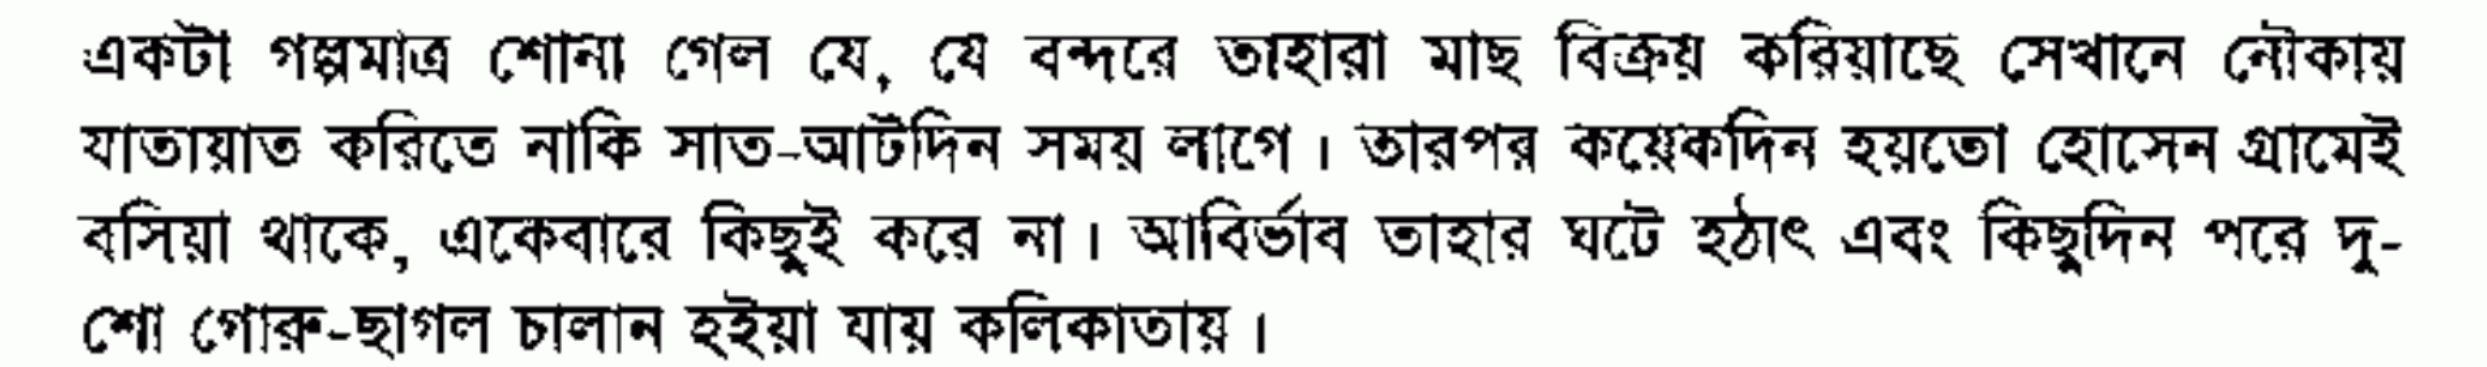 একটা গল্পমাত্র শোনা গেল যে, যে বন্দরে তাহারা মাছ বিক্রয় করিয়াছে সেখানে নৌকায়
যাতায়াত করিতে নাকি সাত-আটদিন সময় লাগে। তারপর কয়েকদিন হয়তো হোসেন গ্রামেই
বসিয়া থাকে, একেবারে কিছুই করে না। আবির্ভাব তাহার ঘটে হঠাৎ এবং কিছুদিন পরে দু-
শো গোরু-ছাগল চালান হইয়া যায় কলিকাতায়।